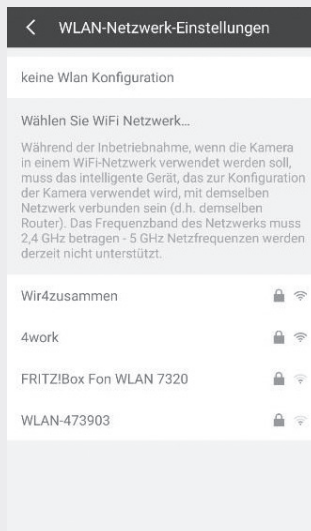 WLAN-Netzwerk-Einstellungen
keine Wlan Konfiguration
Wählen Sie WiFi Netzwerk...
Während der Inbetriebnahme, wenn die Kamera
in einem WiFi-Netzwerk verwendet werden soll,
muss das intelligente Gerät, das zur Konfiguration
der Kamera verwendet wird, mit demselben
Netzwerk verbunden sein (d.h. demselben
Router). Das Frequenzband des Netzwerks muss
2,4 GHz betragen - 5 GHz Netzfrequenzen werden
derzeit nicht unterstützt.
Wir4zusammen
4work
FRITZ!Box Fon WLAN 7320
WLAN-473903